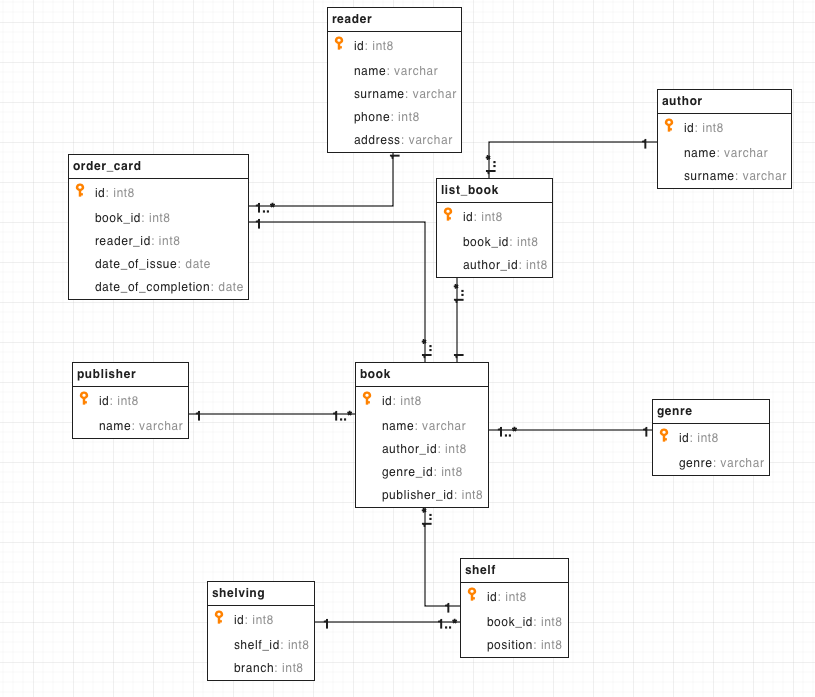 reader
id: int8
name: varchar
surname: varchar
phone: int8
address: varchar
1
author
id: int8
name: varchar
surname: varchar
1
1..*
order_card
id: int8
book_id: int8
reader_id: int8
date_of_issue: date
date_of_completion: date
1..*
1
list_book
id: int8
book_id: int8
author_id: int8
1..*
1..*
1
publisher
id: int8
name: varchar
1
1..*
book
id: int8
name: varchar
author_id: int8
genre_id: int8
publisher_id: int8
1..*
1
genre
id: int8
genre: varchar
1..*
shelving
id: int8
shelf_id: int8
branch: int8
1
1..*
1
shelf
id: int8
book_id: int8
position: int8